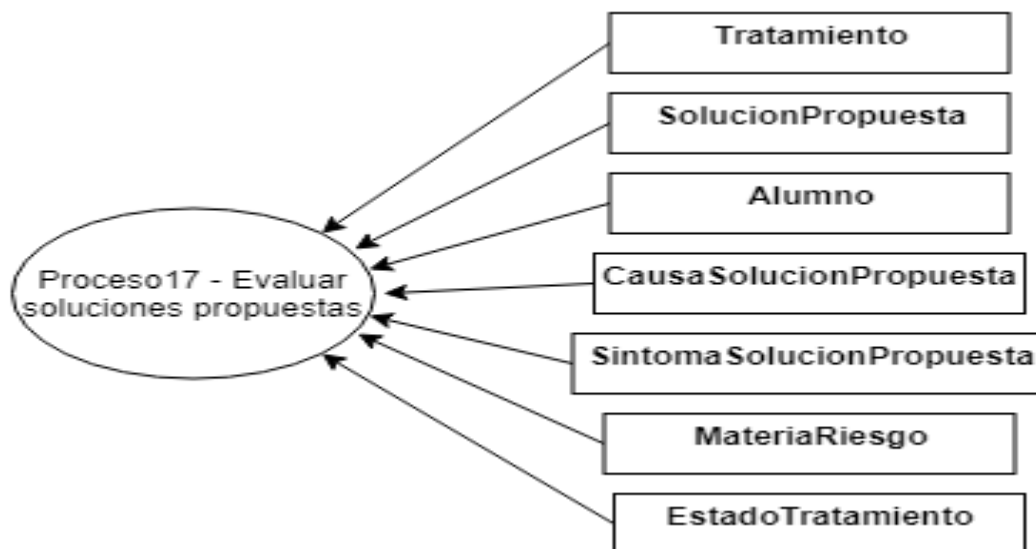 Tratamiento
SolucionPropuesta
Alumno
Proceso17 - Evaluar
soluciones propuestas
CausaSolucionPropuesta
SintomaSolucionPropuesta
MateriaRiesgo
EstadoTratamiento